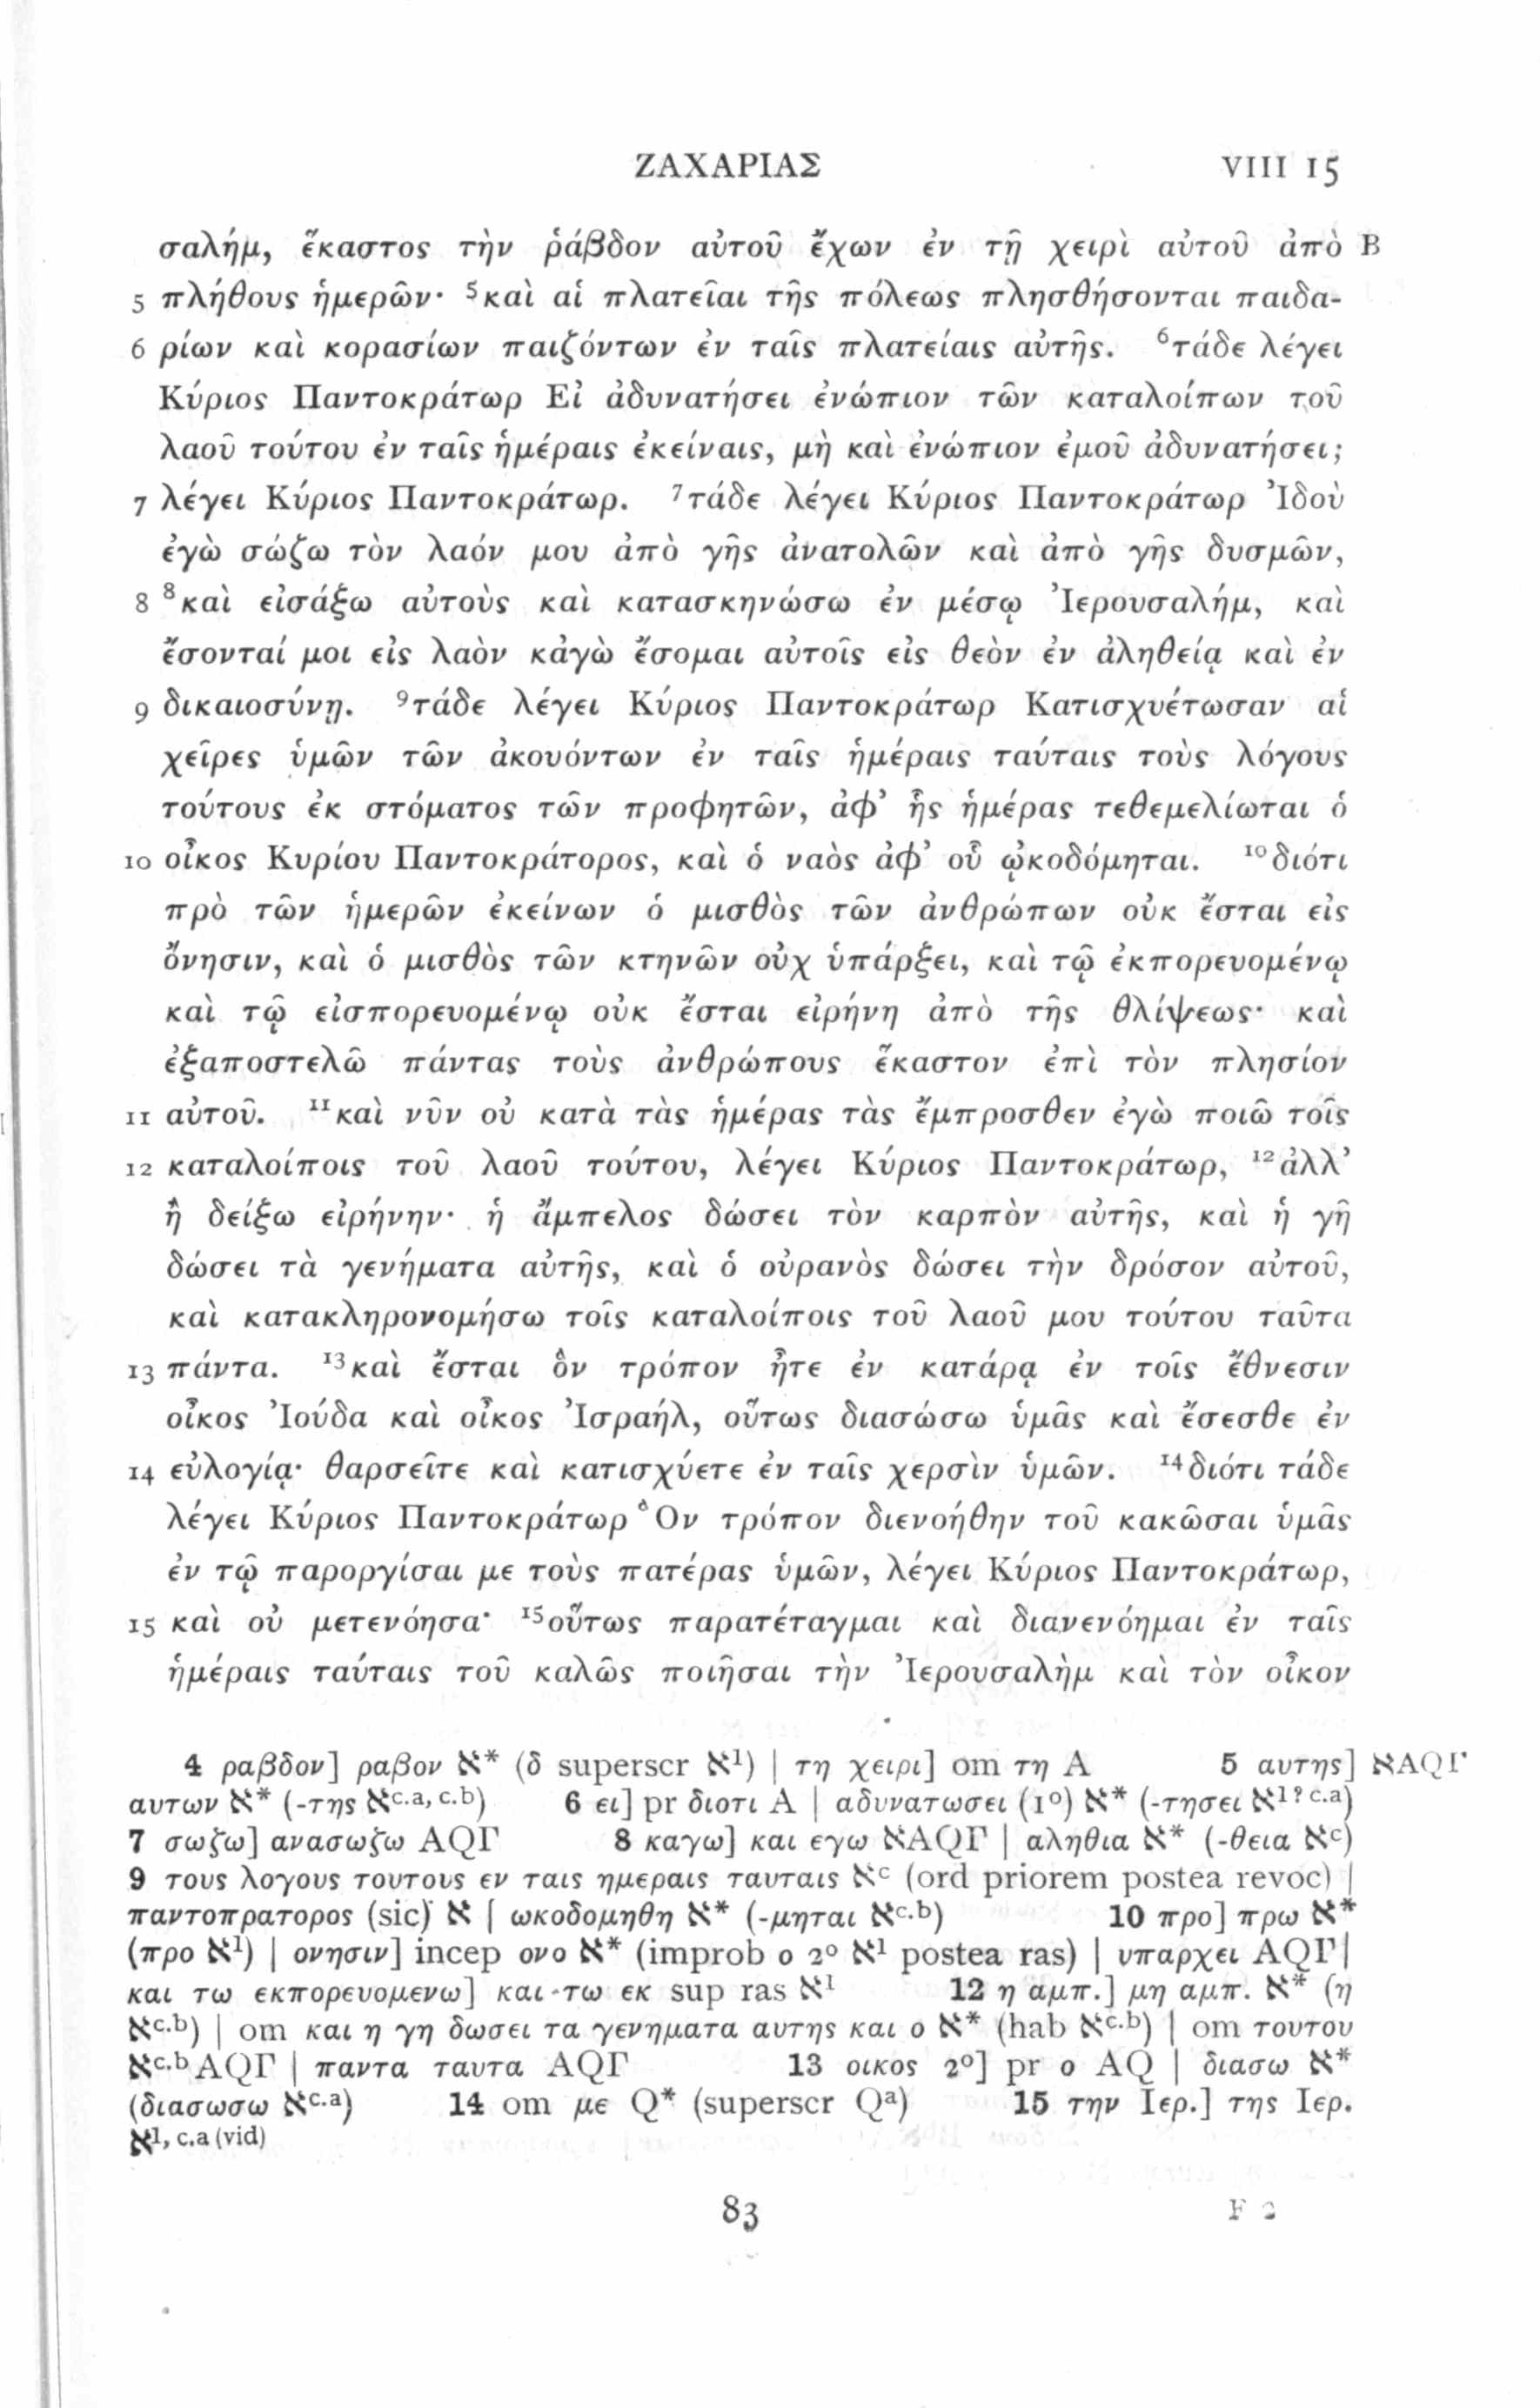 ΖΑΧΑΡΙΑΣ VIII 15
σαλήμ, ἕκαστος τὴν ῥάβδον αὐτοῦ ἔχων ἐν τῇ χειρὶ αὐτοῦ ἀπὸ B
5 πλήθους ἡμερῶν· ⁵καὶ αἱ πλατεῖαι τῆς πόλεως πλησθήσονται παιδα-
6 ρίων καὶ κορασίων παιζόντων ἐν ταῖς πλατείαις αὐτῆς. ⁶τάδε λέγει
Κύριος Παντοκράτωρ Εἰ ἀδυνατήσει ἐνώπιον τῶν καταλοίπων τοῦ
λαοῦ τούτου ἐν ταῖς ἡμέραις ἐκείναις, μὴ καὶ ἐνώπιον ἐμοῦ ἀδυνατήσει;
7 λέγει Κύριος Παντοκράτωρ. ⁷τάδε λέγει Κύριος Παντοκράτωρ Ἰδοὺ
ἐγὼ σώζω τὸν λαόν μου ἀπὸ γῆς ἀνατολῶν καὶ ἀπὸ γῆς δυσμῶν,
8 ⁸καὶ εἰσάξω αὐτοὺς καὶ κατασκηνώσω ἐν μέσῳ Ἰερουσαλήμ, καὶ
ἔσονταί μοι εἰς λαὸν κἀγὼ ἔσομαι αὐτοῖς εἰς θεὸν ἐν ἀληθείᾳ καὶ ἐν
9 δικαιοσύνῃ. ⁹τάδε λέγει Κύριος Παντοκράτωρ Κατισχυέτωσαν αἱ
χεῖρες ὑμῶν τῶν ἀκουόντων ἐν ταῖς ἡμέραις ταύταις τοὺς λόγους
τούτους ἐκ στόματος τῶν προφητῶν, ἀφ’ ἧς ἡμέρας τεθεμελίωται ὁ
10 οἶκος Κυρίου Παντοκράτορος, καὶ ὁ ναὸς ἀφ’ οὗ ᾠκοδόμηται. ¹⁰διότι
πρὸ τῶν ἡμερῶν ἐκείνων ὁ μισθὸς τῶν ἀνθρώπων οὐκ ἔσται εἰς
ὄνησιν, καὶ ὁ μισθὸς τῶν κτηνῶν οὐχ ὑπάρξει, καὶ τῷ ἐκπορευομένῳ
καὶ τῷ εἰσπορευομένῳ οὐκ ἔσται εἰρήνη ἀπὸ τῆς θλίψεως· καὶ
ἐξαποστελῶ πάντας τοὺς ἀνθρώπους ἕκαστον ἐπὶ τὸν πλησίον
11 αὐτοῦ. ¹¹καὶ νῦν οὐ κατὰ τὰς ἡμέρας τὰς ἔμπροσθεν ἐγὼ ποιῶ τοῖς
12 καταλοίποις τοῦ λαοῦ τούτου, λέγει Κύριος Παντοκράτωρ, ¹²ἀλλ’
ἢ δείξω εἰρήνην· ἡ ἄμπελος δώσει τὸν καρπὸν αὐτῆς, καὶ ἡ γῆ
δώσει τὰ γενήματα αὐτῆς, καὶ ὁ οὐρανὸς δώσει τὴν δρόσον αὐτοῦ,
καὶ κατακληρονομήσω τοῖς καταλοίποις τοῦ λαοῦ μου τούτου ταῦτα
13 πάντα. ¹³καὶ ἔσται ὃν τρόπον ἦτε ἐν κατάρᾳ ἐν τοῖς ἔθνεσιν
οἶκος Ἰούδα καὶ οἶκος Ἰσραήλ, οὕτως διασώσω ὑμᾶς καὶ ἔσεσθε ἐν
14 εὐλογίᾳ· θαρσεῖτε καὶ κατισχύετε ἐν ταῖς χερσὶν ὑμῶν. ¹⁴διότι τάδε
λέγει Κύριος Παντοκράτωρ Ὃν τρόπον διενοήθην τοῦ κακῶσαι ὑμᾶς
ἐν τῷ παροργίσαι με τοὺς πατέρας ὑμῶν, λέγει Κύριος Παντοκράτωρ,
15 καὶ οὐ μετενόησα· ¹⁵οὕτως παρατέταγμαι καὶ διανενόημαι ἐν ταῖς
ἡμέραις ταύταις τοῦ καλῶς ποιῆσαι τὴν Ἰερουσαλὴμ καὶ τὸν οἶκον
4 ραβδον] ραβον ℵ* (δ superscr ℵ¹) | τη χειρι] om τη A 5 αυτης] ℵAQΓ
αυτων ℵ* (-της ℵᶜ·ᵃ, ᶜ·ᵇ) 6 ει] pr διοτι A | αδυνατωσει (1º) ℵ* (-τησει ℵ¹ˀ ᶜ·ᵃ)
7 σωζω] ανασωζω AQΓ 8 καγω] και εγω ℵAQΓ | αληθια ℵ* (-θεια ℵᶜ)
9 τους λογους τουτους εν ταις ημεραις ταυταις ℵᶜ (ord priorem postea revoc) |
παντοπρατορος (sic) ℵ | ωκοδομηθη ℵ* (-μηται ℵᶜ·ᵇ) 10 προ] πρω ℵ*
(προ ℵ¹) | ονησιν] incep ονο ℵ* (improb ο 2º ℵ¹ postea ras) | υπαρχει AQΓ |
και τω εκπορευομενω] και τω εκ sup ras ℵ¹ 12 η αμπ.] μη αμπ. ℵ* (η
ℵᶜ·ᵇ) | om και η γη δωσει τα γενηματα αυτης και ο ℵ* (hab ℵᶜ·ᵇ) | om τουτου
ℵᶜ·ᵇAQΓ | παντα ταυτα AQΓ 13 οικος 2º] pr ο AQ | διασω ℵ*
(διασωσω ℵᶜ·ᵃ) 14 om με Q* (superscr Qᵃ) 15 την Ιερ.] της Ιερ.
ℵ¹, ᶜ·ᵃ ⁽ᵛⁱᵈ⁾
83 F 2